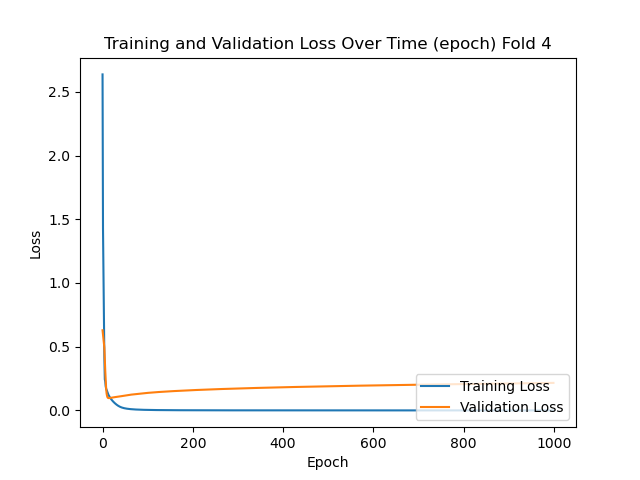 Training and Validation Loss Over Time (epoch) Fold 4
Loss
2.5
2.0
1.5
1.0
0.5
0.0
Training Loss
Validation Loss
0 200 400 600 800 1000
Epoch